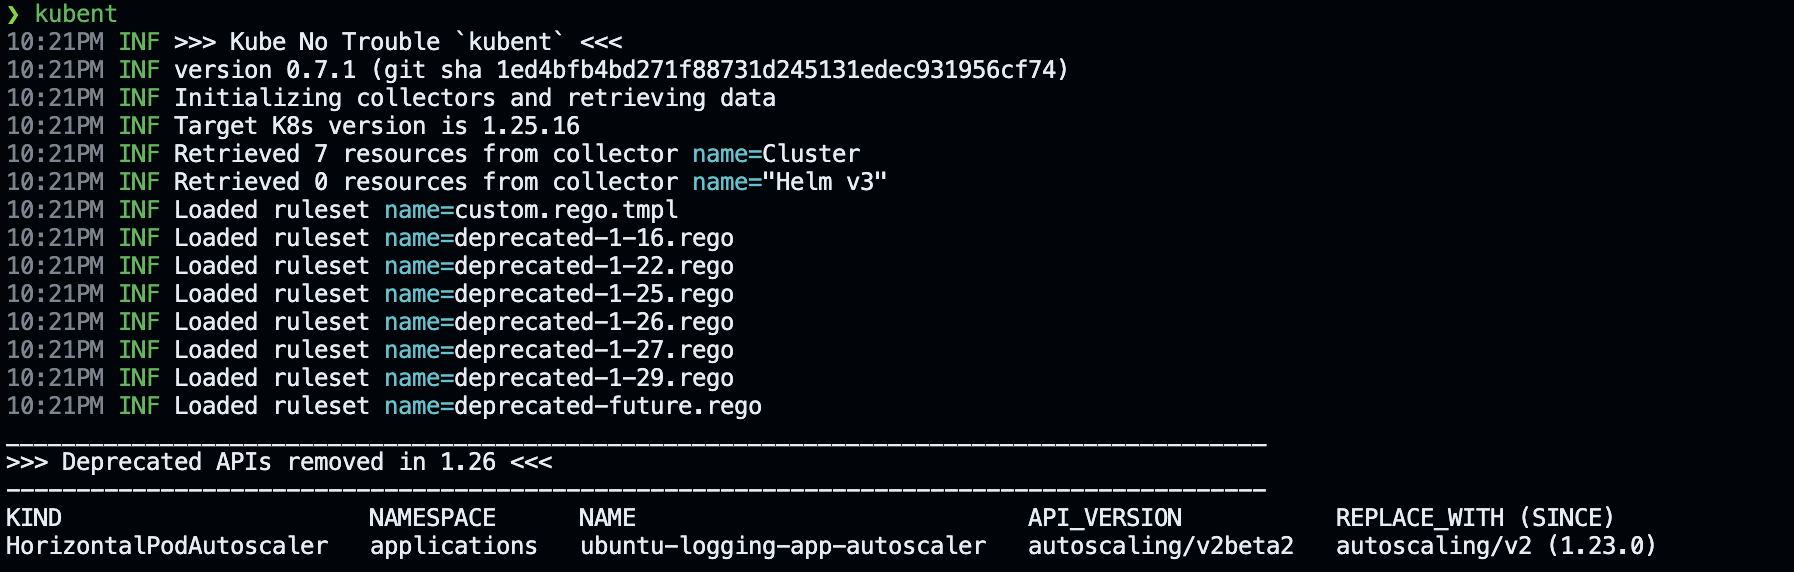 ❯ kubent
10:21PM INF >>> Kube No Trouble `kubent` <<<
10:21PM INF version 0.7.1 (git sha 1ed4bfb4bd271f88731d245131edec931956cf74)
10:21PM INF Initializing collectors and retrieving data
10:21PM INF Target K8s version is 1.25.16
10:21PM INF Retrieved 7 resources from collector name=Cluster
10:21PM INF Retrieved 0 resources from collector name="Helm v3"
10:21PM INF Loaded ruleset name=custom.rego.tmpl
10:21PM INF Loaded ruleset name=deprecated-1-16.rego
10:21PM INF Loaded ruleset name=deprecated-1-22.rego
10:21PM INF Loaded ruleset name=deprecated-1-25.rego
10:21PM INF Loaded ruleset name=deprecated-1-26.rego
10:21PM INF Loaded ruleset name=deprecated-1-27.rego
10:21PM INF Loaded ruleset name=deprecated-1-29.rego
10:21PM INF Loaded ruleset name=deprecated-future.rego
__________________________________________________________________________________________
>>> Deprecated APIs removed in 1.26 <<<
------------------------------------------------------------------------------------------
KIND                      NAMESPACE      NAME                            API_VERSION           REPLACE_WITH (SINCE)
HorizontalPodAutoscaler   applications   ubuntu-logging-app-autoscaler   autoscaling/v2beta2   autoscaling/v2 (1.23.0)